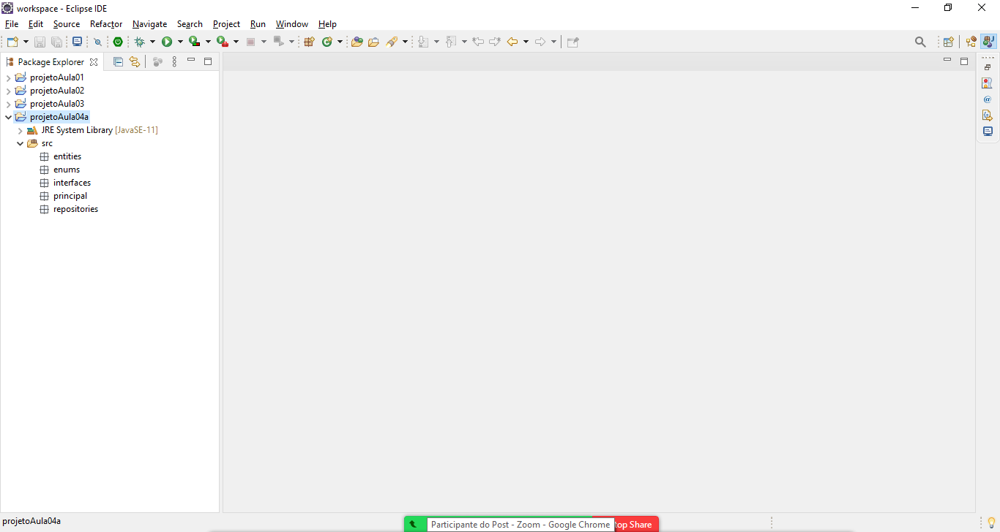 workspace - Eclipse IDE
File Edit Source Refactor Navigate Search Project Run Window Help
Package Explorer
projetoAula01
projetoAula02
projetoAula03
projetoAula04a
JRE System Library [JavaSE-11]
src
entities
enums
interfaces
principal
repositories
projetoAula04a
Participante do Post - Zoom - Google Chrome top Share